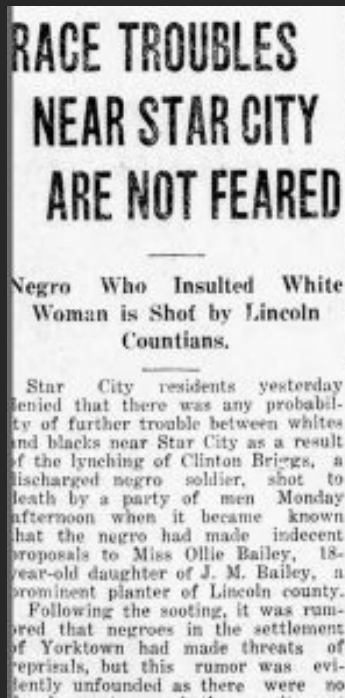 RACE TROUBLES
NEAR STAR CITY
ARE NOT FEARED
Negro Who Insulted White
Woman is Shot by Lincoln
Countians.
Star City residents yesterday
denied that there was any probabil-
ity of further trouble between whites
and blacks near Star City as a result
of the lynching of Clinton Briggs, a
discharged negro soldier, shot to
death by a party of men Monday
afternoon when it became known
that the negro had made indecent
proposals to Miss Ollie Bailey, 18-
year-old daughter of J. M. Bailey, a
prominent planter of Lincoln county.
Following the sooting, it was rum-
ored that negroes in the settlement
of Yorktown had made threats of
reprisals, but this rumor was evi-
dently unfounded as there were no